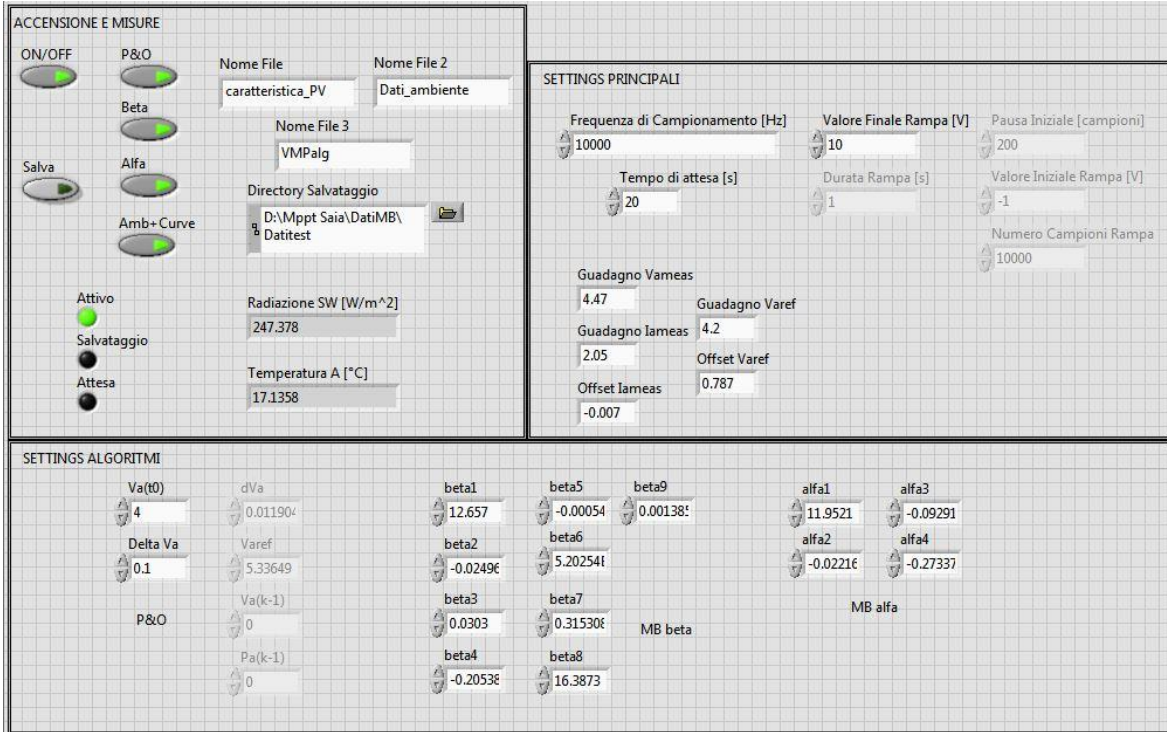 ACCENSIONE E MISURE
ON/OFF
P&O
Nome File
Nome File 2
caratteristica_PV
Dati_ambiente
Beta
Nome File 3
VMPalg
Salva
Alfa
Directory Salvataggio
D:\Mppt Saia\DatiMB\
Datitest
Amb+Curve
Attivo
Salvataggio
Attesa
Radiazione SW [W/m^2]
247.378
Temperatura A [°C]
17.1358
SETTINGS PRINCIPALI
Frequenza di Campionamento [Hz]
Valore Finale Rampa [V]
Pausa Iniziale [campioni]
10000
10
200
Tempo di attesa [s]
Durata Rampa [s]
Valore Iniziale Rampa [V]
20
1
-1
Numero Campioni Rampa
10000
Guadagno Vameas
4.47
Guadagno Varef
4.2
Guadagno Iameas
2.05
Offset Varef
0.787
Offset Iameas
-0.007
SETTINGS ALGORITMI
Va(t0)
dVa
beta1
beta5
beta9
alfa1
alfa3
4
0.011904
12.657
-0.00054
0.001385
11.9521
-0.09291
Delta Va
Varef
beta2
beta6
alfa2
alfa4
0.1
5.33649
-0.02496
5.20254E
-0.02216
-0.27337
Va(k-1)
beta3
beta7
MB alfa
P&O
0
0.0303
0.315308
MB beta
Pa(k-1)
beta4
beta8
0
-0.20538
16.3873